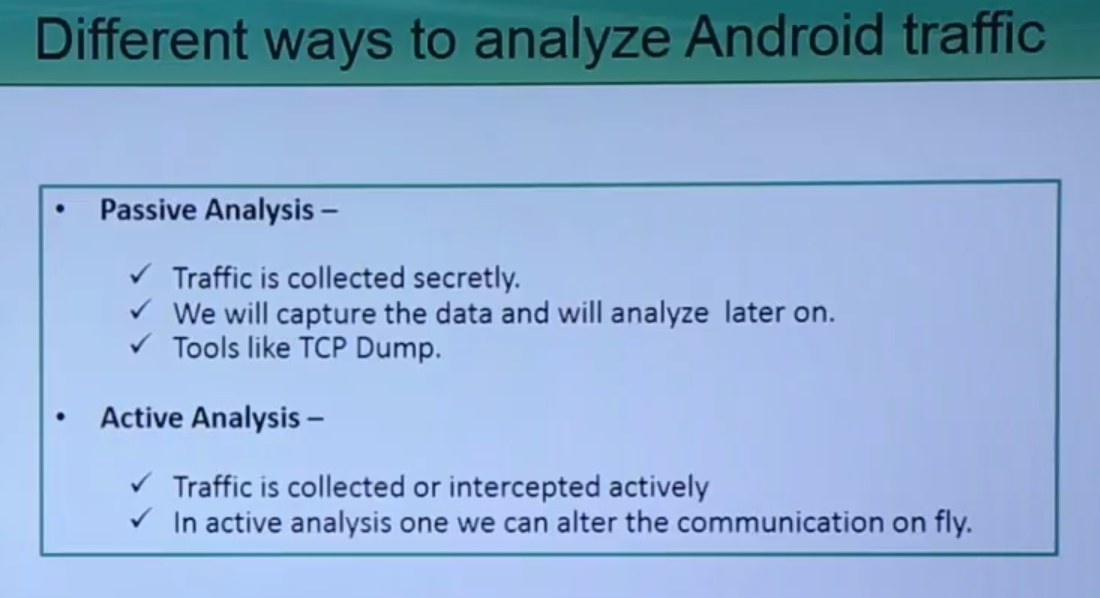 Different ways to analyze Android traffic
• Passive Analysis –
✓ Traffic is collected secretly.
✓ We will capture the data and will analyze later on.
✓ Tools like TCP Dump.
• Active Analysis –
✓ Traffic is collected or intercepted actively
✓ In active analysis one we can alter the communication on fly.